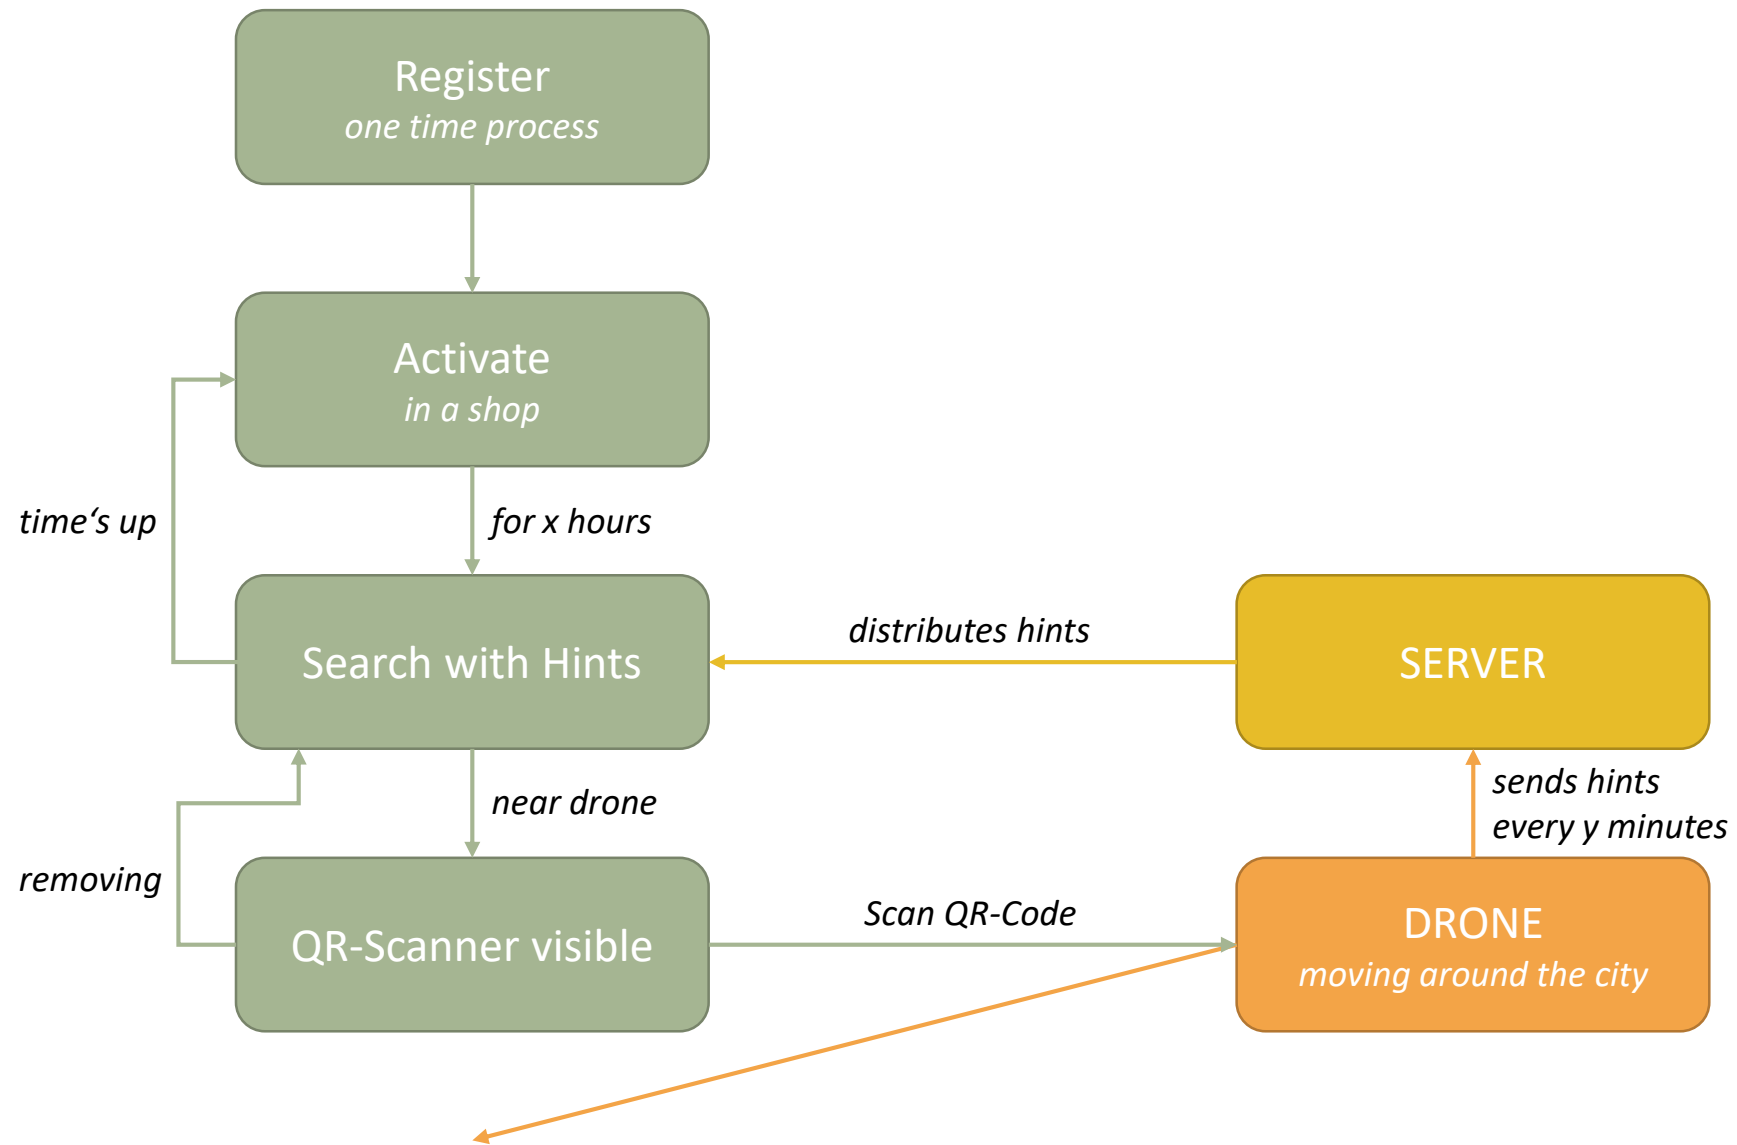 Register
one time process
Activate
in a shop
time‘s up
for x hours
distributes hints
Search with Hints
SERVER
near drone
sends hints
every y minutes
removing
Scan QR-Code
QR-Scanner visible
DRONE
moving around the city